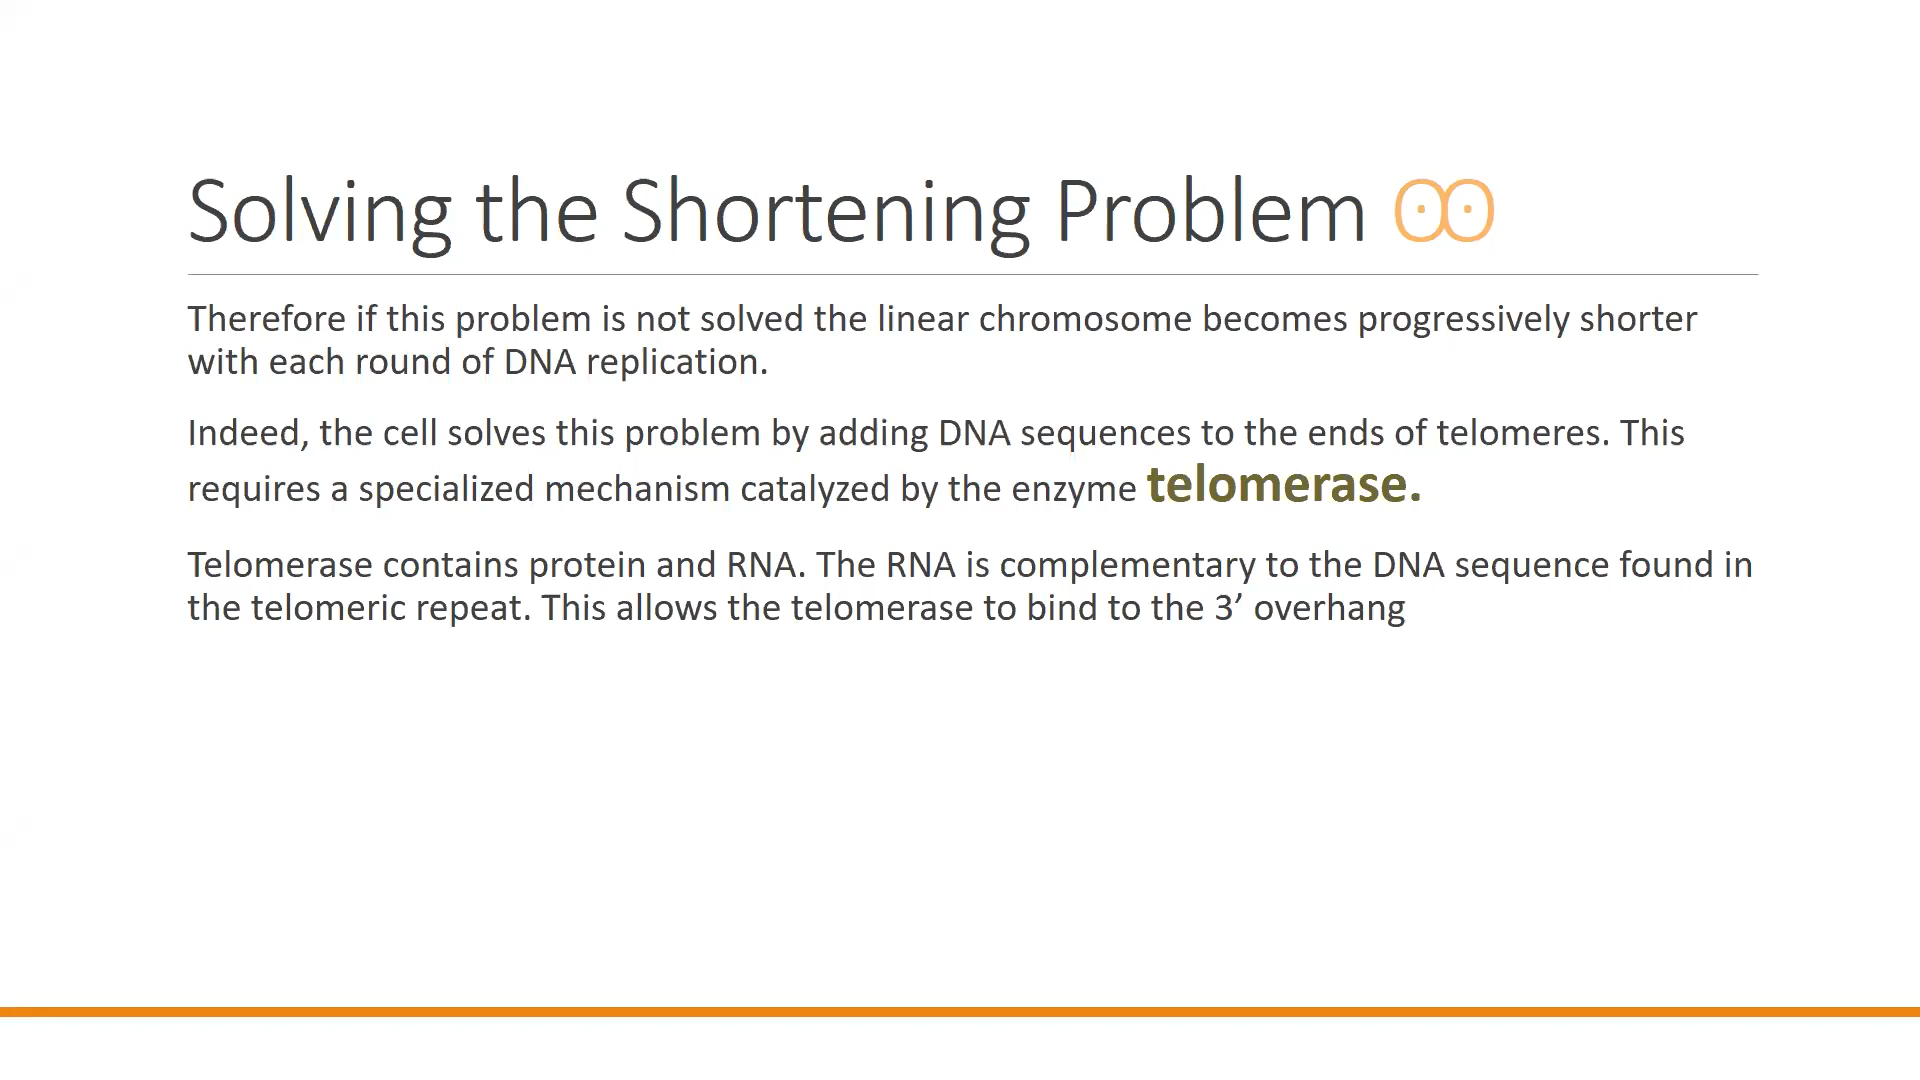 Solving the Shortening Problem
Therefore if this problem is not solved the linear chromosome becomes progressively shorter
with each round of DNA replication.
Indeed, the cell solves this problem by adding DNA sequences to the ends of telomeres. This
requires a specialized mechanism catalyzed by the enzyme telomerase.
Telomerase contains protein and RNA. The RNA is complementary to the DNA sequence found in
the telomeric repeat. This allows the telomerase to bind to the 3’ overhang